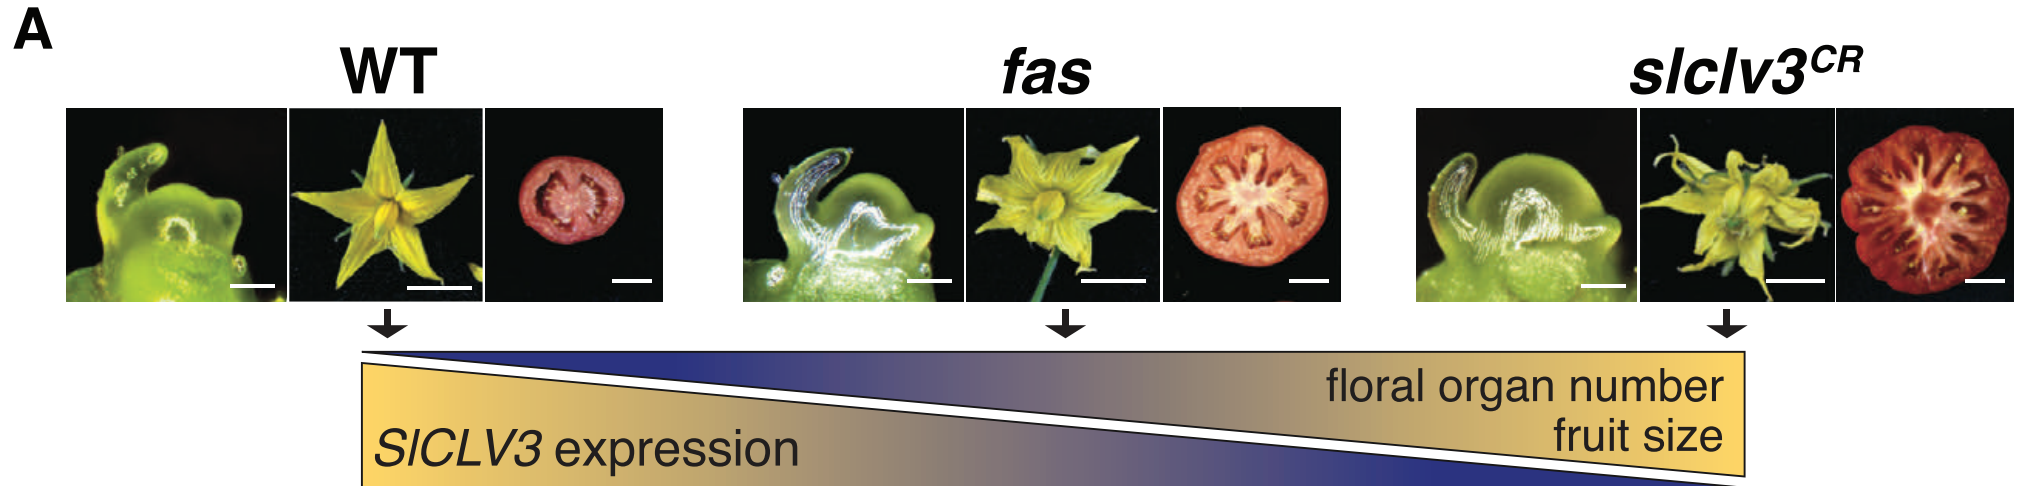 A
WT
fas
slclv3CR
floral organ number
fruit size
SlCLV3 expression